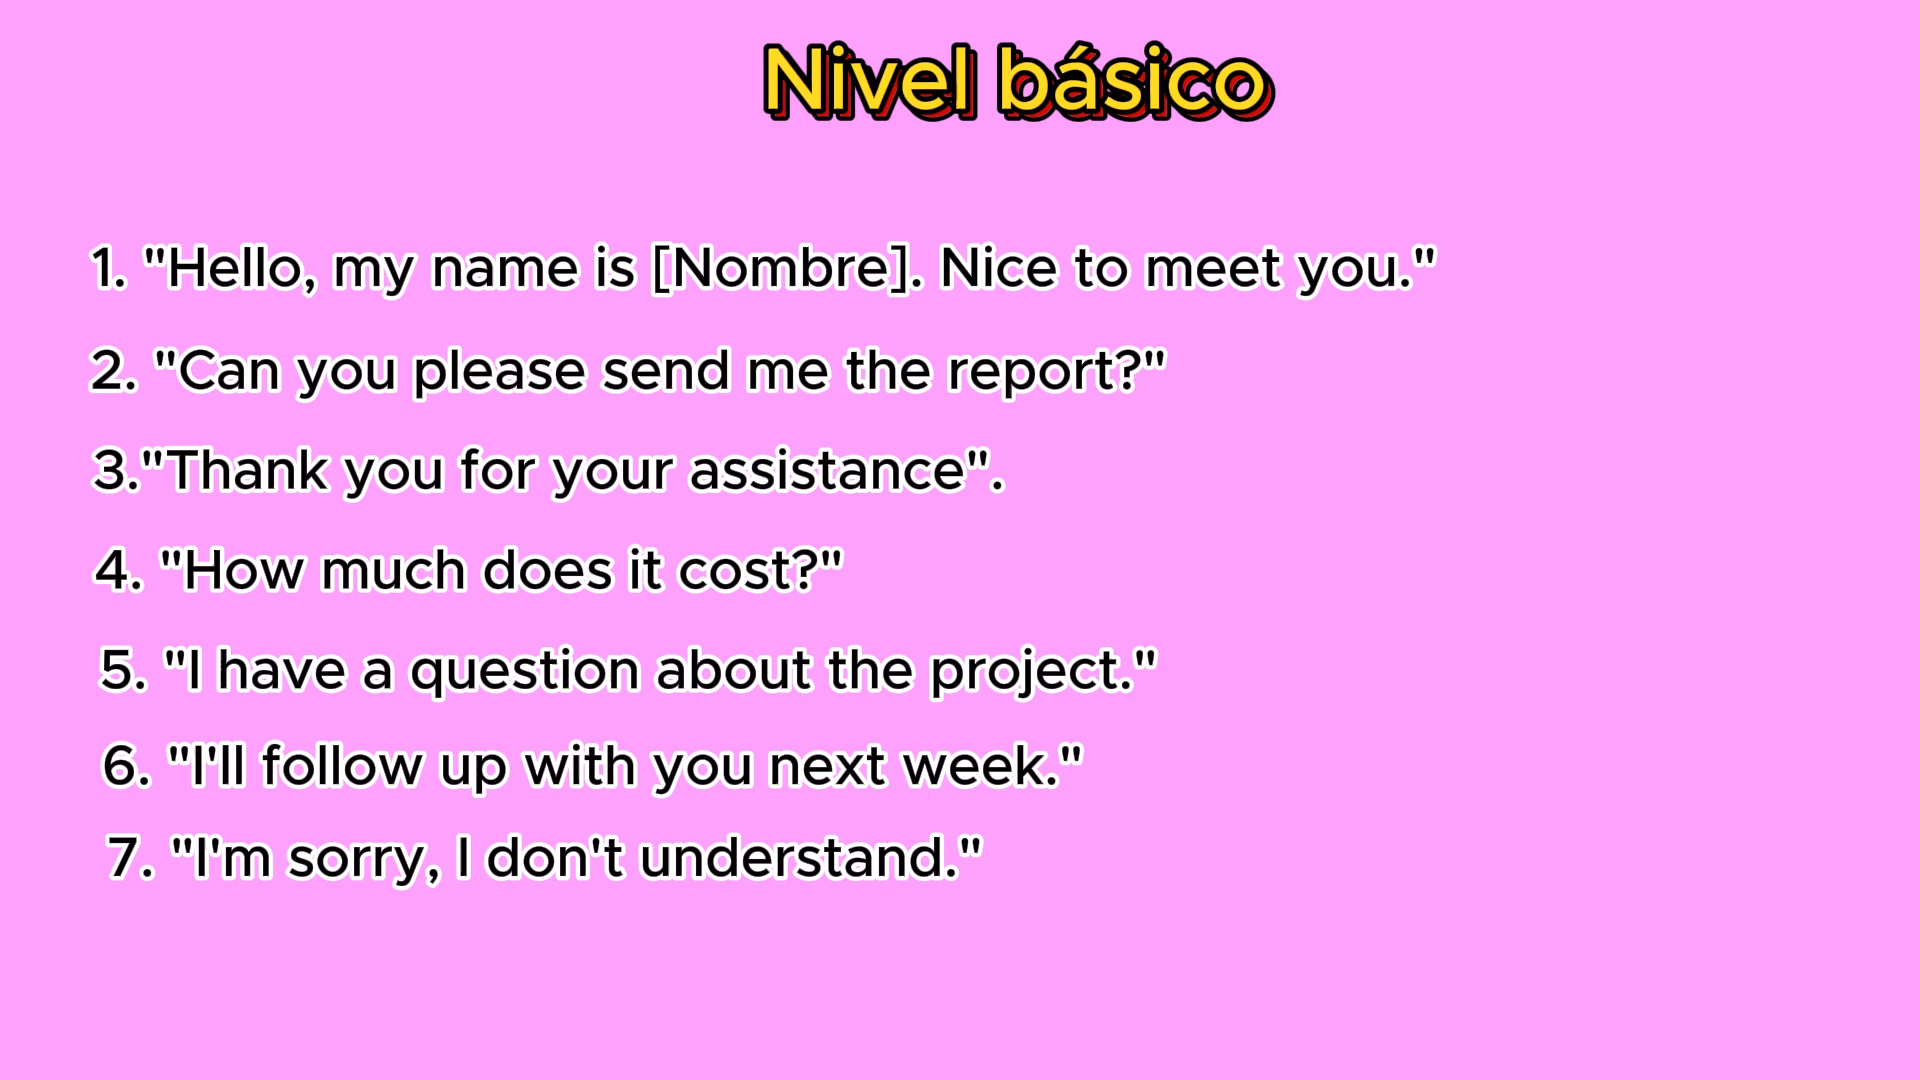 Nivel básico
1. "Hello, my name is [Nombre]. Nice to meet you."
2. "Can you please send me the report?"
3."Thank you for your assistance".
4. "How much does it cost?"
5. "I have a question about the project."
6. "I'll follow up with you next week."
7. "I'm sorry, I don't understand."